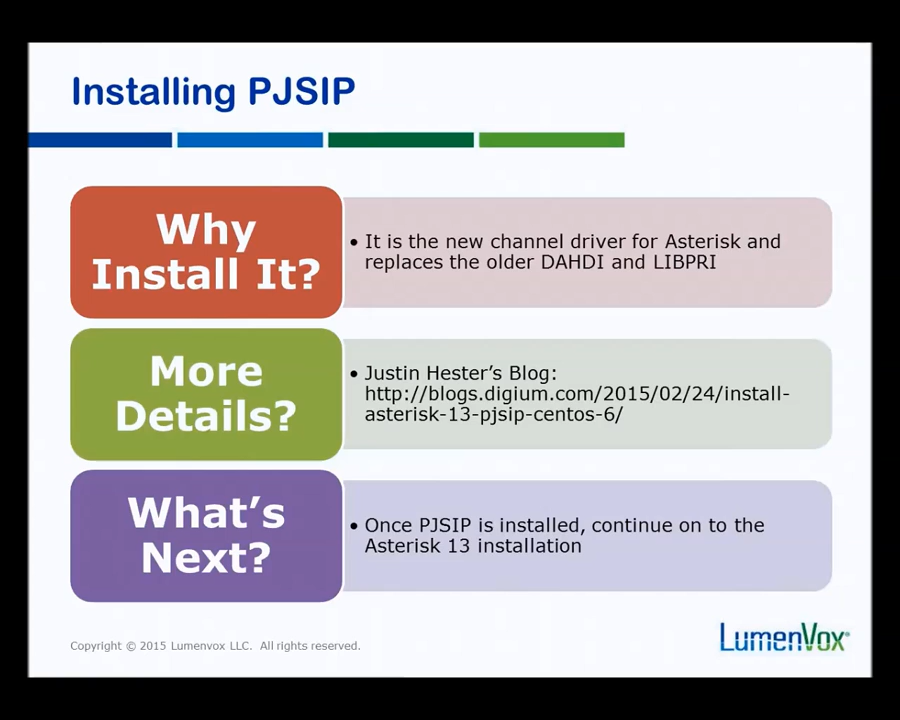 Installing PJSIP
Why
Install It?
• It is the new channel driver for Asterisk and
replaces the older DAHDI and LIBPRI
More
Details?
• Justin Hester’s Blog:
http://blogs.digium.com/2015/02/24/install-
asterisk-13-pjsip-centos-6/
What’s
Next?
• Once PJSIP is installed, continue on to the
Asterisk 13 installation
Copyright © 2015 Lumenvox LLC. All rights reserved.
LumenVox®